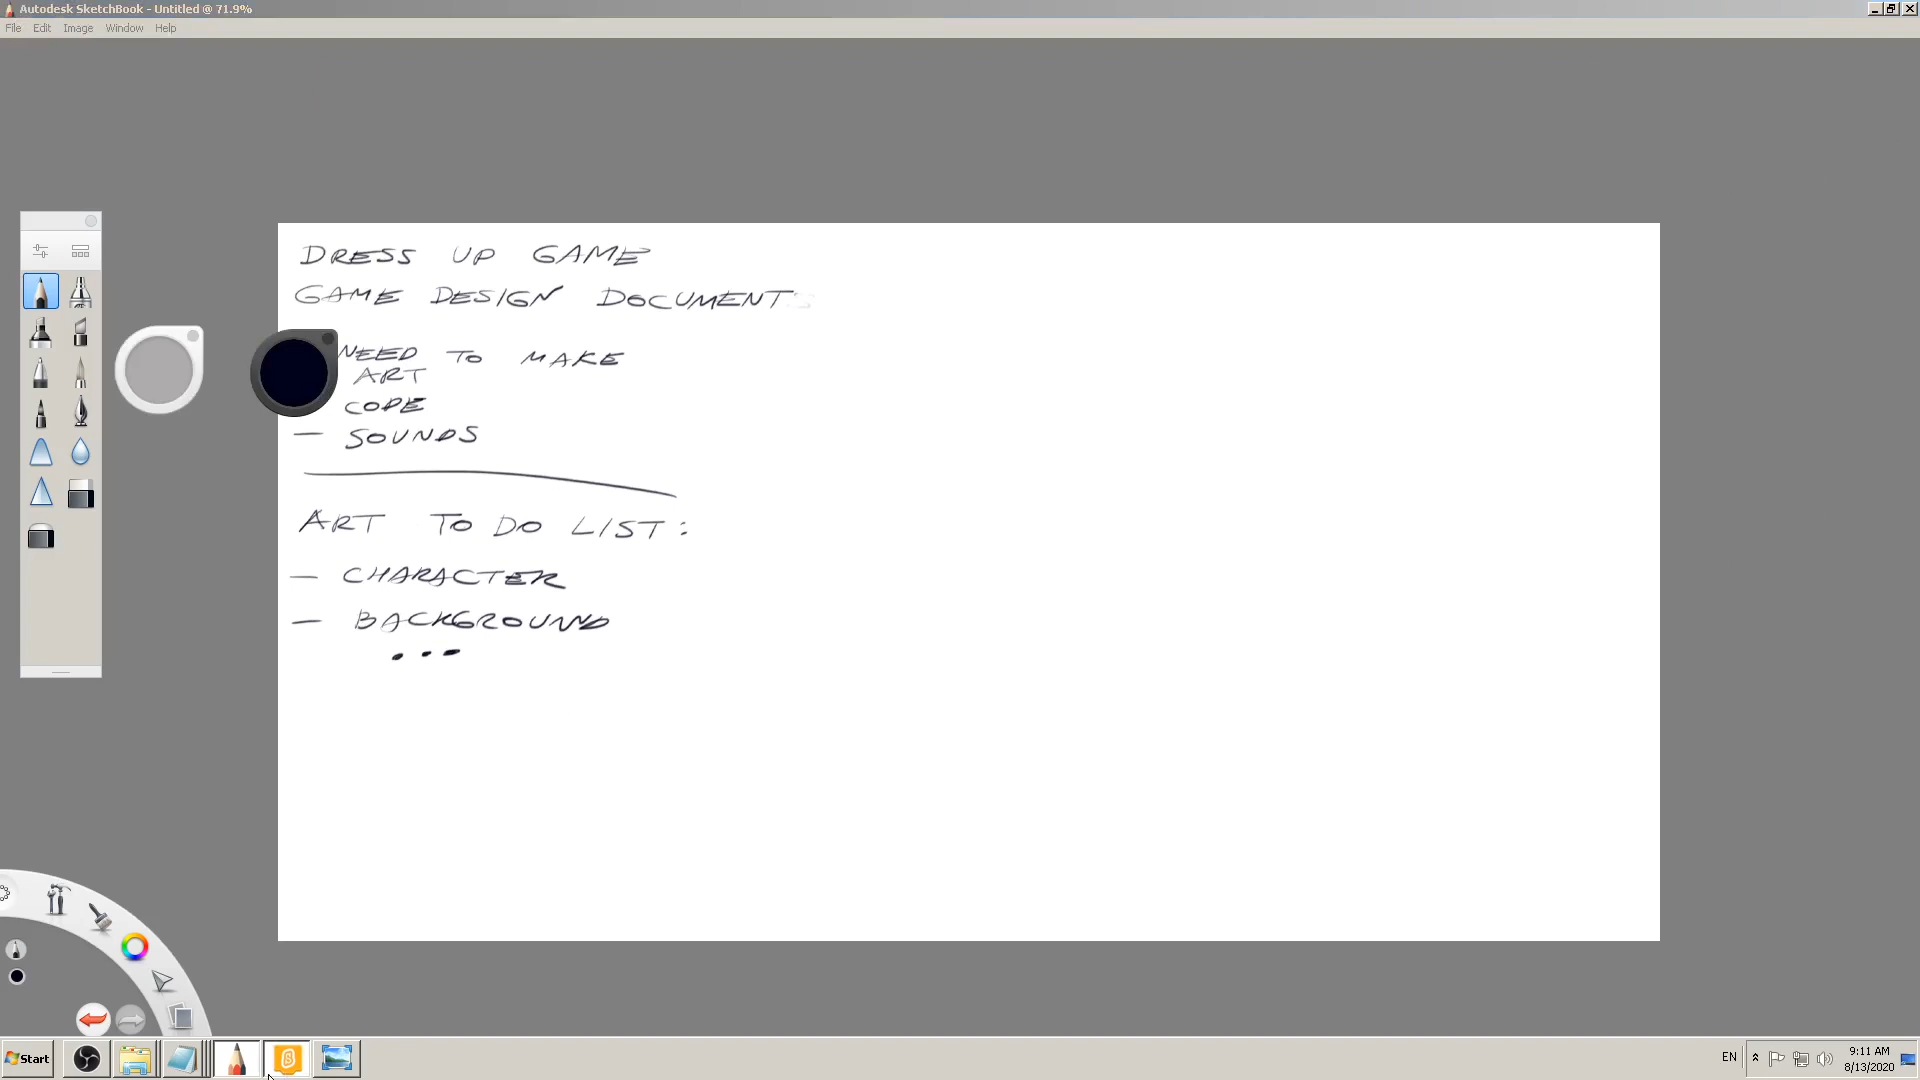 Autodesk SketchBook - Untitled @ 71.9%
File Edit Image Window Help
DRESS UP GAME
GAME DESIGN DOCUMENT
NEED TO MAKE
ART
CODE
— SOUNDS
ART TO DO LIST:
— CHARACTER
— BACKGROUND
...
Start
EN
9:11 AM
8/13/2020